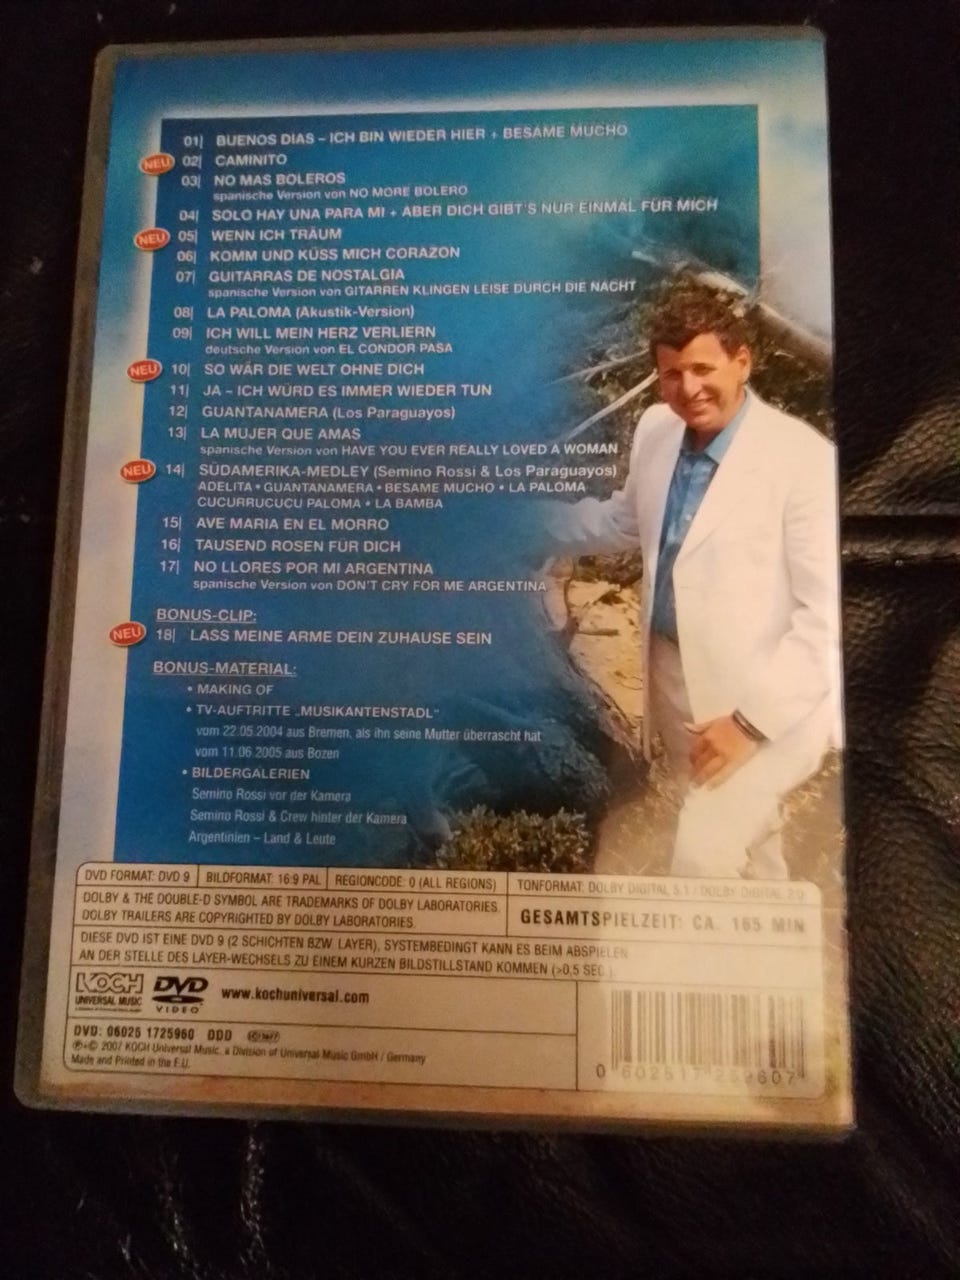 01| BUENOS DIAS – ICH BIN WIEDER HIER + BESAME MUCHO
NEU 02| CAMINITO
03| NO MAS BOLEROS
spanische Version von NO MORE BOLERO
04| SOLO HAY UNA PARA MI + ABER DICH GIBT'S NUR EINMAL FÜR MICH
NEU 05| WENN ICH TRÄUM
06| KOMM UND KÜSS MICH CORAZON
07| GUITARRAS DE NOSTALGIA
spanische Version von GITARREN KLINGEN LEISE DURCH DIE NACHT
08| LA PALOMA (Akustik-Version)
09| ICH WILL MEIN HERZ VERLIERN
deutsche Version von EL CONDOR PASA
NEU 10| SO WÄR DIE WELT OHNE DICH
11| JA – ICH WÜRD ES IMMER WIEDER TUN
12| GUANTANAMERA (Los Paraguayos)
13| LA MUJER QUE AMAS
spanische Version von HAVE YOU EVER REALLY LOVED A WOMAN
NEU 14| SÜDAMERIKA-MEDLEY (Semino Rossi & Los Paraguayos)
ADELITA • GUANTANAMERA • BESAME MUCHO • LA PALOMA
CUCURRUCUCU PALOMA • LA BAMBA
15| AVE MARIA EN EL MORRO
16| TAUSEND ROSEN FÜR DICH
17| NO LLORES POR MI ARGENTINA
spanische Version von DON'T CRY FOR ME ARGENTINA
BONUS-CLIP:
NEU 18| LASS MEINE ARME DEIN ZUHAUSE SEIN
BONUS-MATERIAL:
• MAKING OF
• TV-AUFTRITTE „MUSIKANTENSTADL"
vom 22.05.2004 aus Bremen, als ihn seine Mutter überrascht hat
vom 11.06.2005 aus Bozen
• BILDERGALERIEN
Semino Rossi vor der Kamera
Semino Rossi & Crew hinter der Kamera
Argentinien – Land & Leute
DVD FORMAT: DVD 9 BILDFORMAT: 16:9 PAL REGIONCODE: 0 (ALL REGIONS) TONFORMAT: DOLBY DIGITAL 5.1 / DOLBY DIGITAL 2.0
DOLBY & THE DOUBLE-D SYMBOL ARE TRADEMARKS OF DOLBY LABORATORIES.
DOLBY TRAILERS ARE COPYRIGHTED BY DOLBY LABORATORIES.
GESAMTSPIELZEIT: CA. 165 MIN
DIESE DVD IST EINE DVD 9 (2 SCHICHTEN BZW. LAYER), SYSTEMBEDINGT KANN ES BEIM ABSPIELEN
AN DER STELLE DES LAYER-WECHSELS ZU EINEM KURZEN BILDSTILLSTAND KOMMEN (>0,5 SEC.).
KOCH
UNIVERSAL MUSIC
DVD
VIDEO
www.kochuniversal.com
DVD: 06025 1725960 DDD
℗+© 2007 KOCH Universal Music, a Division of Universal Music GmbH / Germany
Made and Printed in the E.U.
0 602517 259607